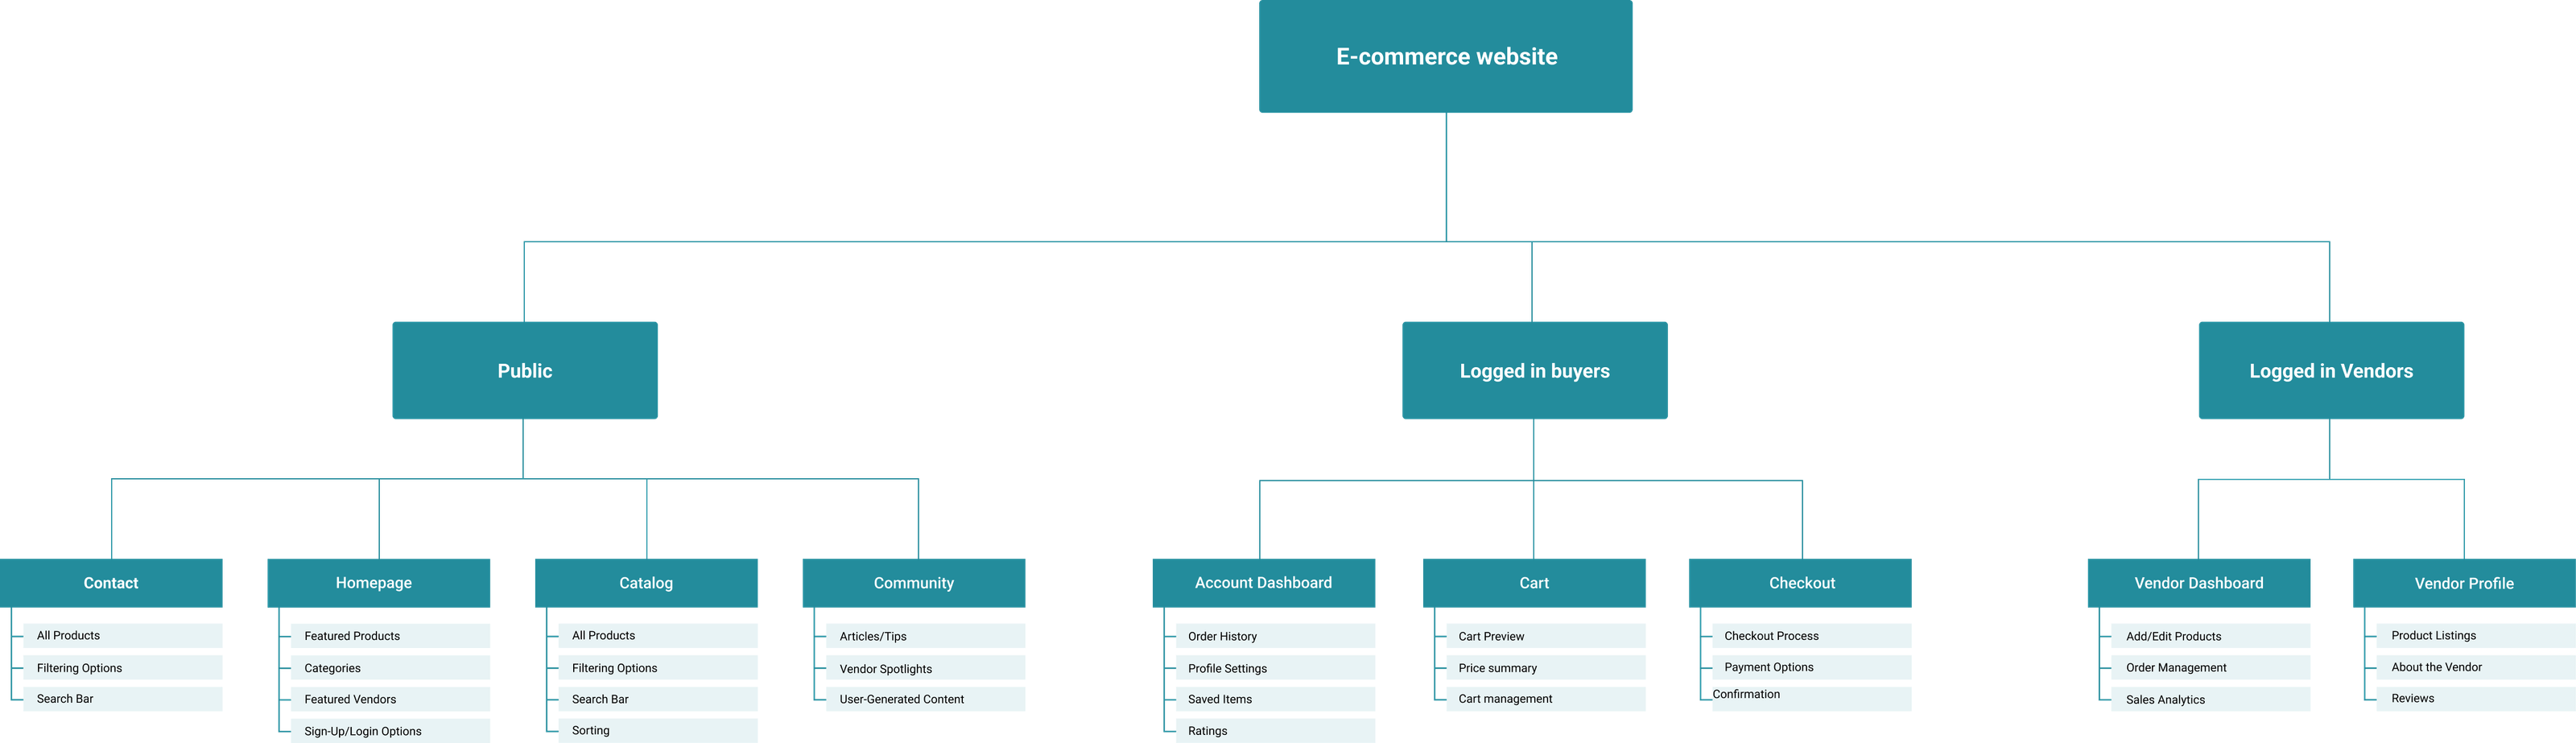 E-commerce website
Public
Logged in buyers
Logged in Vendors
Contact
All Products
Filtering Options
Search Bar
Homepage
Featured Products
Categories
Featured Vendors
Sign-Up/Login Options
Catalog
All Products
Filtering Options
Search Bar
Sorting
Community
Articles/Tips
Vendor Spotlights
User-Generated Content
Account Dashboard
Order History
Profile Settings
Saved Items
Ratings
Cart
Cart Preview
Price summary
Cart management
Checkout
Checkout Process
Payment Options
Confirmation
Vendor Dashboard
Add/Edit Products
Order Management
Sales Analytics
Vendor Profile
Product Listings
About the Vendor
Reviews